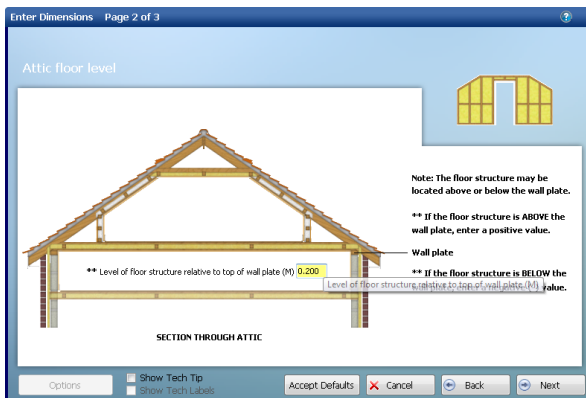 Enter Dimensions Page 2 of 3
Attic floor level
Note: The floor structure may be
located above or below the wall plate.
** If the floor structure is ABOVE the
wall plate, enter a positive value.
Wall plate
** Level of floor structure relative to top of wall plate (M) 0.200
** If the floor structure is BELOW the
Level of floor structure relative to top of wall plate (M)
wall plate, enter a negative (-) value.
SECTION THROUGH ATTIC
Options
Show Tech Tip
Show Tech Labels
Accept Defaults
Cancel
Back
Next